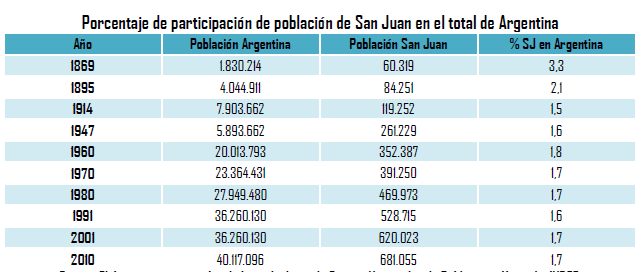 Porcentaje de participación de población de San Juan en el total de Argentina
Año Población Argentina Población San Juan % SJ en Argentina
1869 1.830.214 60.319 3,3
1895 4.044.911 84.251 2,1
1914 7.903.662 119.252 1,5
1947 5.893.662 261.229 1,6
1960 20.013.793 352.387 1,8
1970 23.364.431 391.250 1,7
1980 27.949.480 469.973 1,7
1991 36.260.130 528.715 1,6
2001 36.260.130 620.023 1,7
2010 40.117.096 681.055 1,7